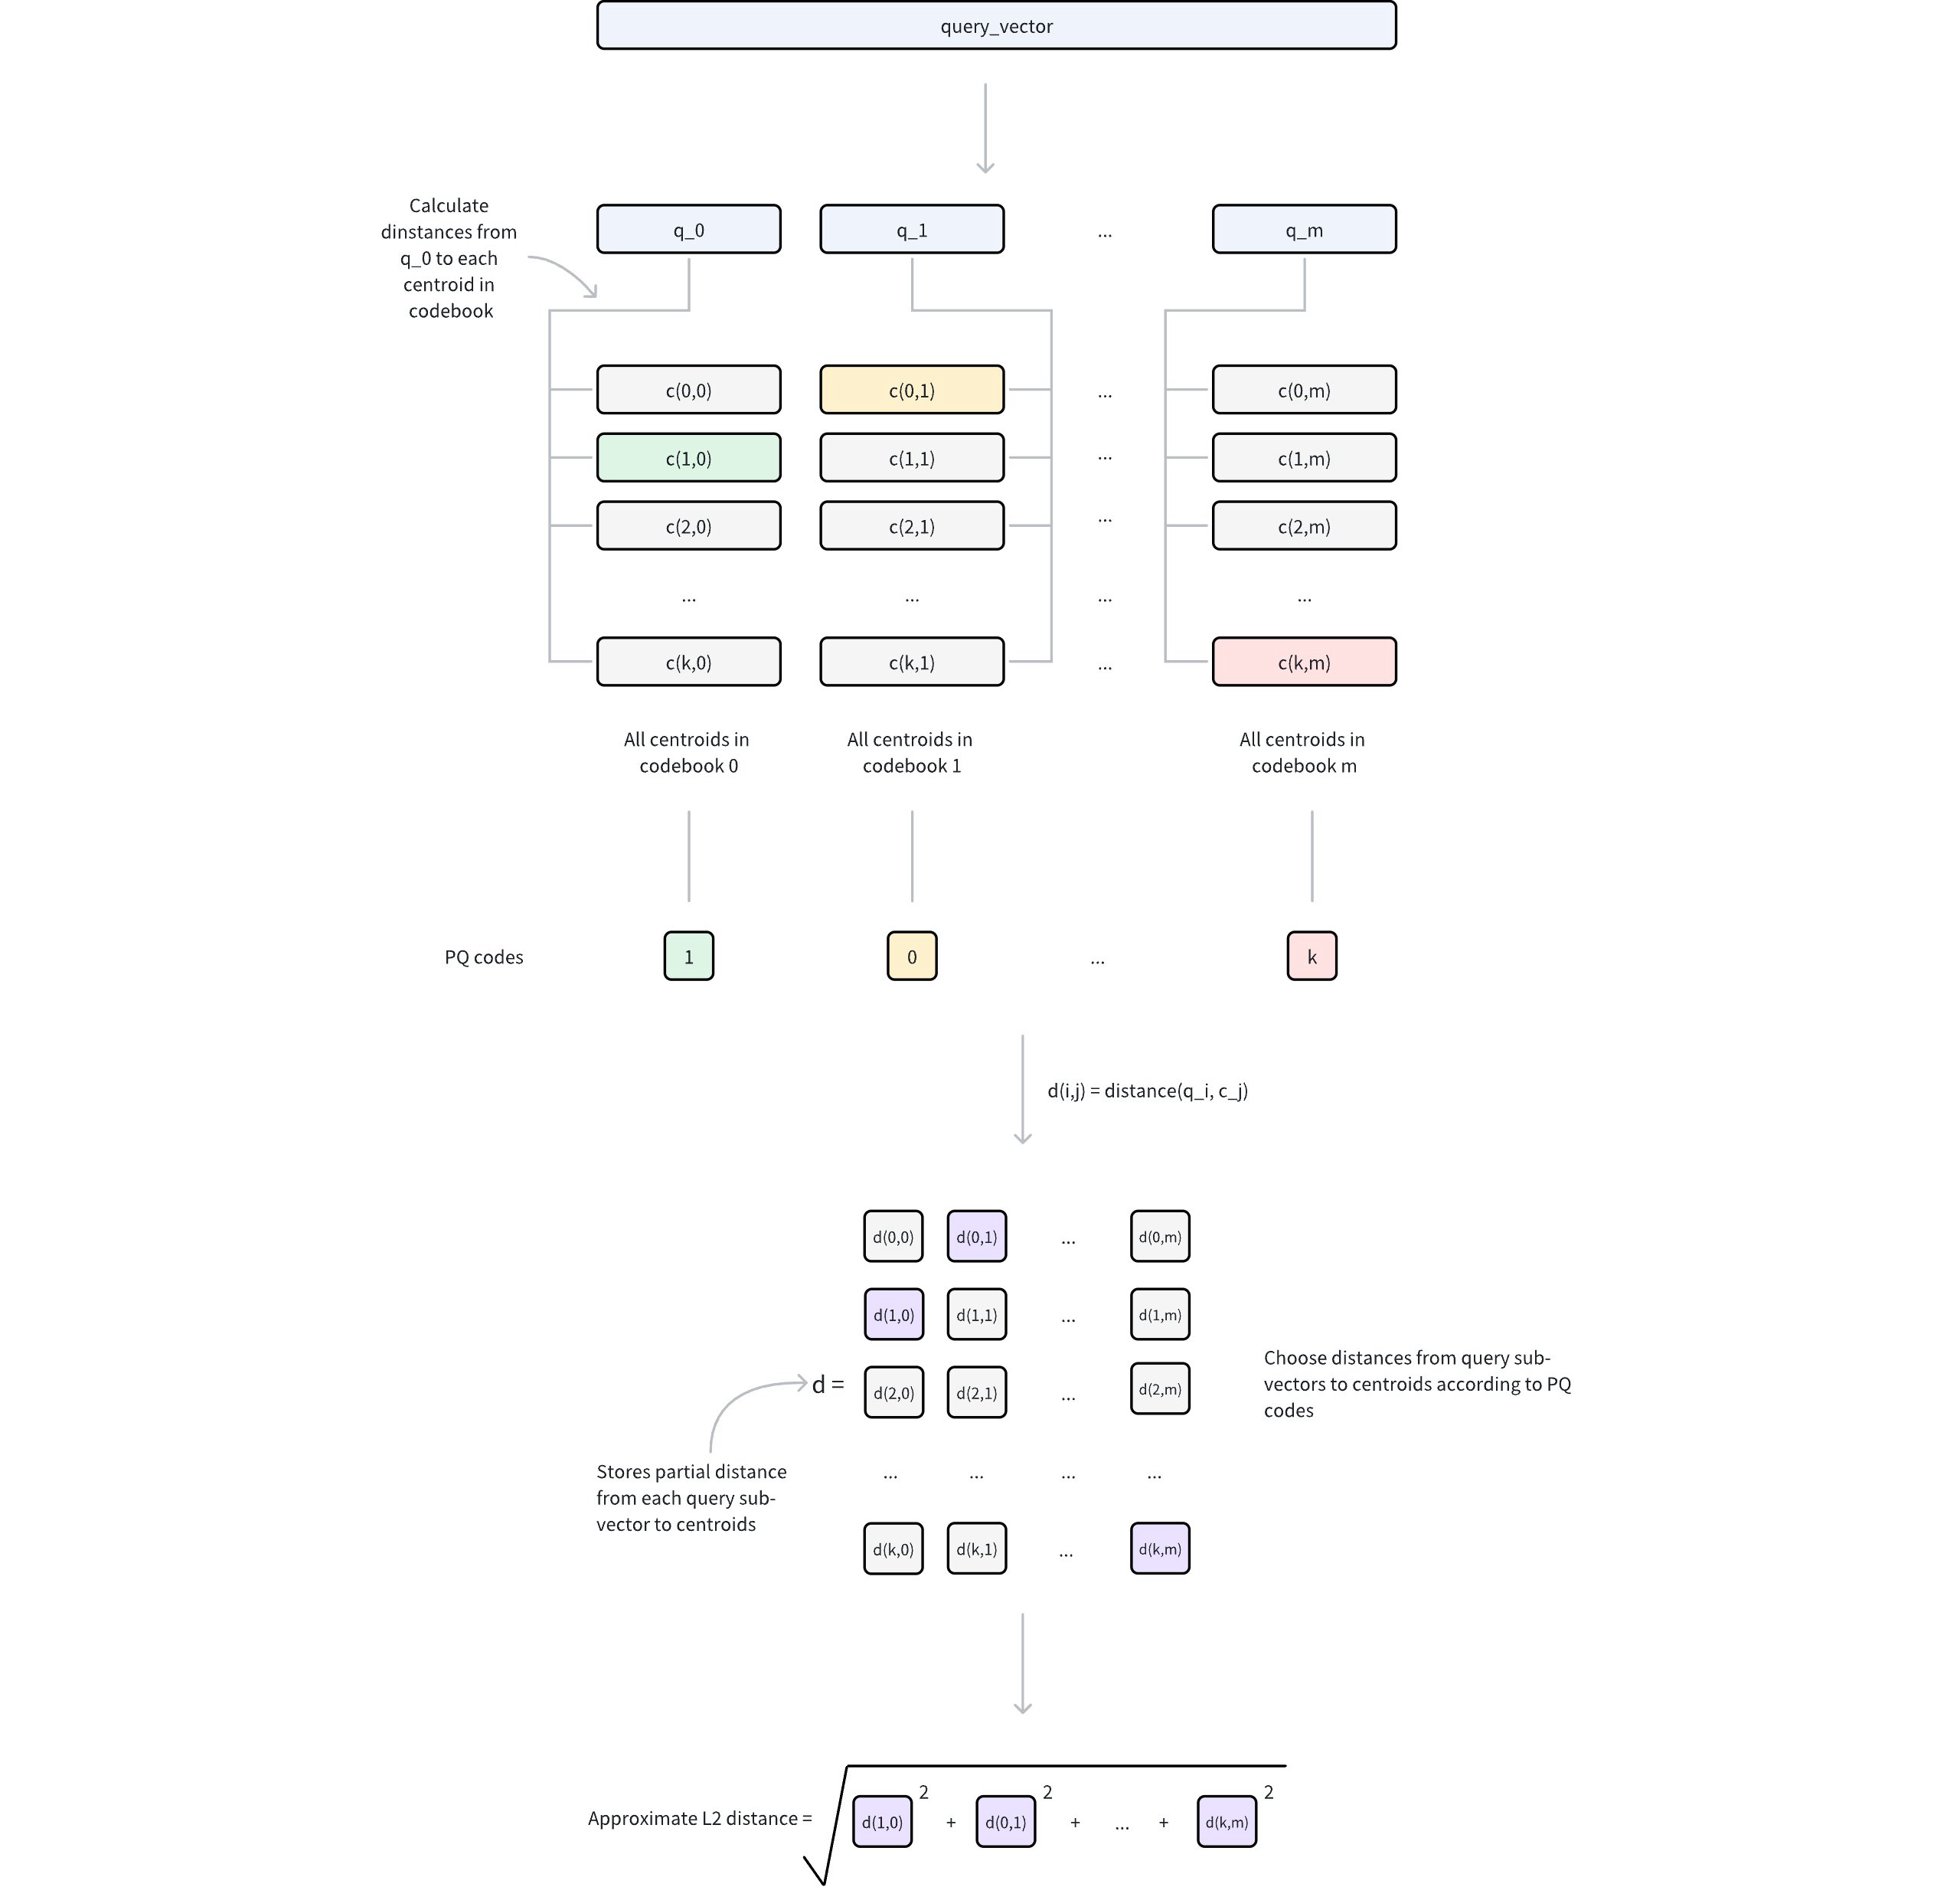 query_vector
Calculate
dinstances from
q_0 to each
centroid in
codebook
q_0
q_1
...
q_m
c(0,0)
c(0,1)
...
c(0,m)
c(1,0)
c(1,1)
...
c(1,m)
c(2,0)
c(2,1)
...
c(2,m)
...
...
...
...
c(k,0)
c(k,1)
...
c(k,m)
All centroids in
codebook 0
All centroids in
codebook 1
All centroids in
codebook m
PQ codes
1
0
...
k
d(i,j) = distance(q_i, c_j)
d(0,0)
d(0,1)
...
d(0,m)
d(1,0)
d(1,1)
...
d(1,m)
d =
d(2,0)
d(2,1)
...
d(2,m)
Choose distances from query sub-
vectors to centroids according to PQ
codes
Stores partial distance
from each query sub-
vector to centroids
...
...
...
...
d(k,0)
d(k,1)
...
d(k,m)
Approximate L2 distance =
d(1,0) 2 + d(0,1) 2 + ... + d(k,m) 2